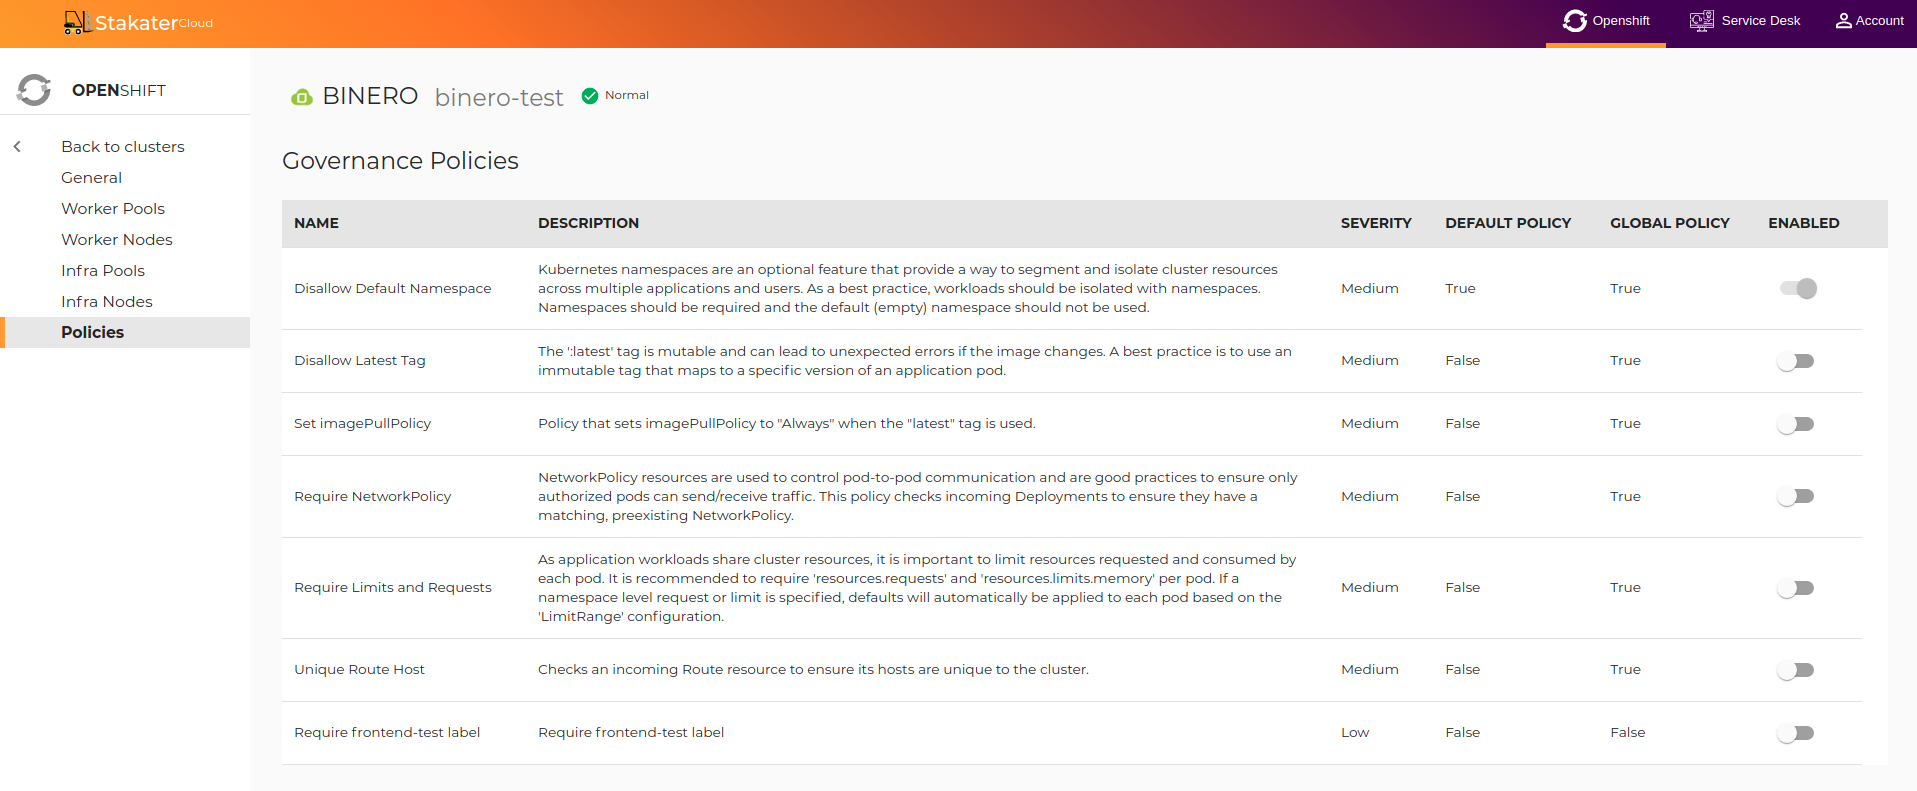 StakaterCloud
Openshift
Service Desk
Account
OPENSHIFT
Back to clusters
General
Worker Pools
Worker Nodes
Infra Pools
Infra Nodes
Policies
BINERO binero-test Normal
Governance Policies
NAME DESCRIPTION SEVERITY DEFAULT POLICY GLOBAL POLICY ENABLED
Disallow Default Namespace
Kubernetes namespaces are an optional feature that provide a way to segment and isolate cluster resources
across multiple applications and users. As a best practice, workloads should be isolated with namespaces.
Namespaces should be required and the default (empty) namespace should not be used.
Medium True True
Disallow Latest Tag
The ':latest' tag is mutable and can lead to unexpected errors if the image changes. A best practice is to use an
immutable tag that maps to a specific version of an application pod.
Medium False True
Set imagePullPolicy
Policy that sets imagePullPolicy to "Always" when the "latest" tag is used.
Medium False True
Require NetworkPolicy
NetworkPolicy resources are used to control pod-to-pod communication and are good practices to ensure only
authorized pods can send/receive traffic. This policy checks incoming Deployments to ensure they have a
matching, preexisting NetworkPolicy.
Medium False True
Require Limits and Requests
As application workloads share cluster resources, it is important to limit resources requested and consumed by
each pod. It is recommended to require 'resources.requests' and 'resources.limits.memory' per pod. If a
namespace level request or limit is specified, defaults will automatically be applied to each pod based on the
'LimitRange' configuration.
Medium False True
Unique Route Host
Checks an incoming Route resource to ensure its hosts are unique to the cluster.
Medium False True
Require frontend-test label
Require frontend-test label
Low False False